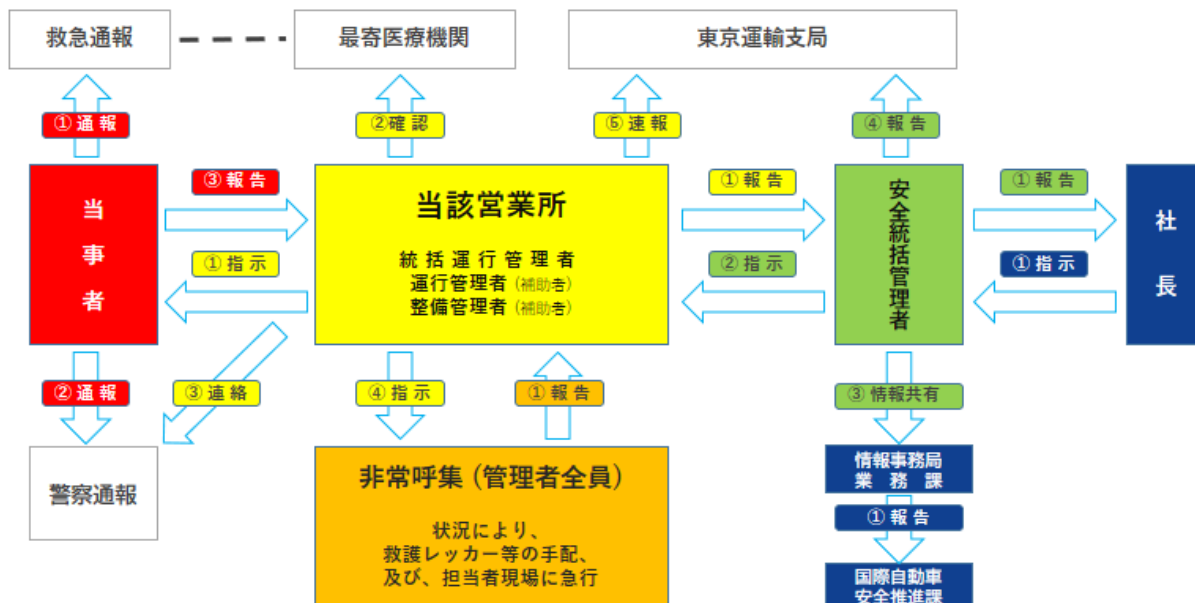 救急通報
最寄医療機関
東京運輸支局
①通報
②確認
⑤速報
④報告
当事者
③報告
①指示
当該営業所
統括運行管理者
運行管理者(補助者)
整備管理者(補助者)
①報告
②指示
安全統括管理者
①報告
①指示
社長
②通報
③連絡
④指示
①報告
③情報共有
警察通報
非常呼集(管理者全員)
状況により、
救護レッカー等の手配、
及び、担当者現場に急行
情報事務局
業務課
①報告
国際自動車
安全推進課